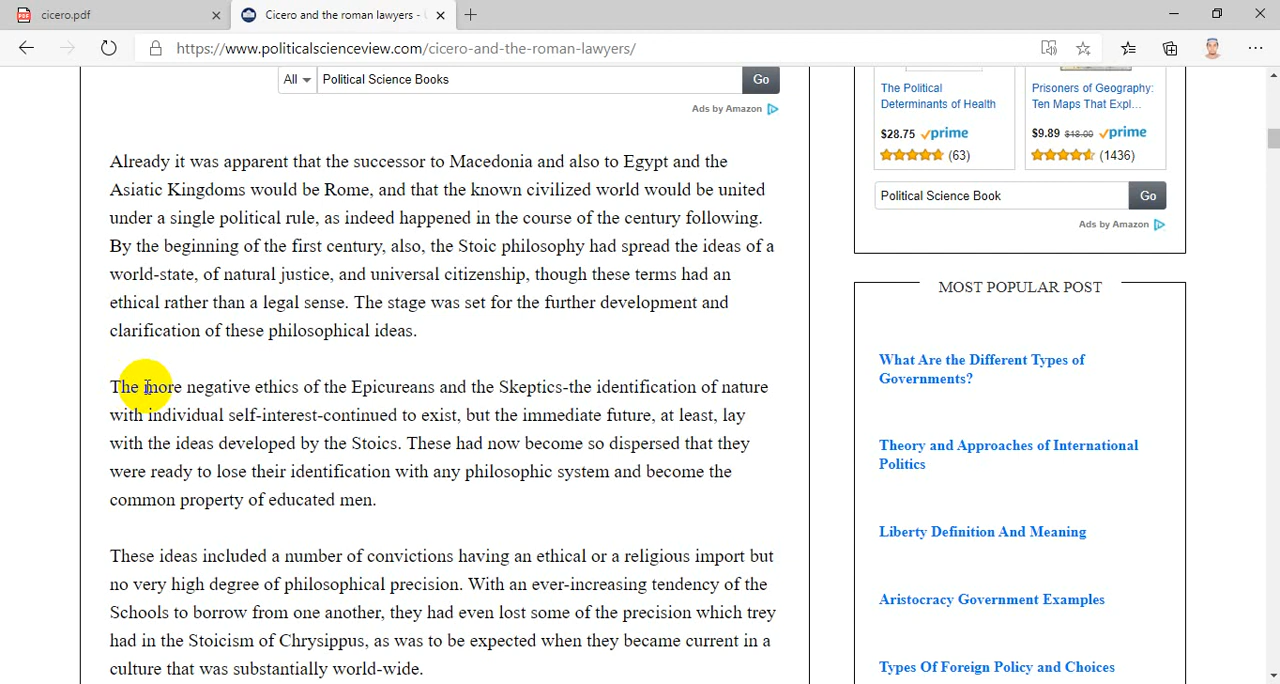 cicero.pdf
Cicero and the roman lawyers -
https://www.politicalscienceview.com/cicero-and-the-roman-lawyers/
All
Political Science Books
Go
Ads by Amazon
Already it was apparent that the successor to Macedonia and also to Egypt and the
Asiatic Kingdoms would be Rome, and that the known civilized world would be united
under a single political rule, as indeed happened in the course of the century following.
By the beginning of the first century, also, the Stoic philosophy had spread the ideas of a
world-state, of natural justice, and universal citizenship, though these terms had an
ethical rather than a legal sense. The stage was set for the further development and
clarification of these philosophical ideas.
The more negative ethics of the Epicureans and the Skeptics-the identification of nature
with individual self-interest-continued to exist, but the immediate future, at least, lay
with the ideas developed by the Stoics. These had now become so dispersed that they
were ready to lose their identification with any philosophic system and become the
common property of educated men.
These ideas included a number of convictions having an ethical or a religious import but
no very high degree of philosophical precision. With an ever-increasing tendency of the
Schools to borrow from one another, they had even lost some of the precision which trey
had in the Stoicism of Chrysippus, as was to be expected when they became current in a
culture that was substantially world-wide.
The Political
Determinants of Health
$28.75 prime
(63)
Prisoners of Geography:
Ten Maps That Expl...
$9.89 $18.00 prime
(1436)
Political Science Book
Go
Ads by Amazon
MOST POPULAR POST
What Are the Different Types of
Governments?
Theory and Approaches of International
Politics
Liberty Definition And Meaning
Aristocracy Government Examples
Types Of Foreign Policy and Choices